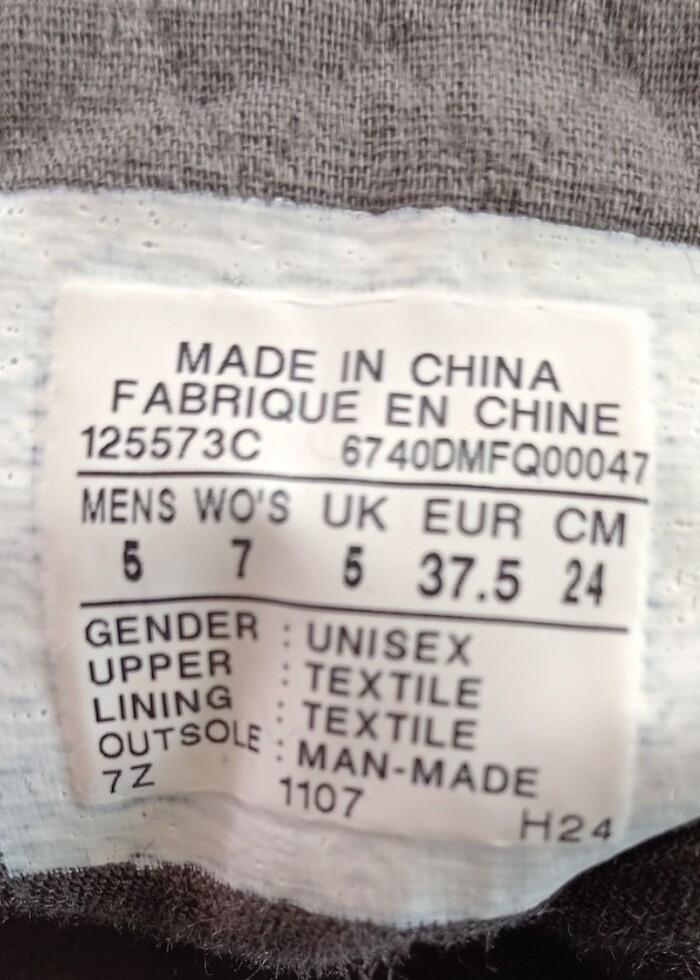 MADE IN CHINA
FABRIQUE EN CHINE
125573C 6740DMFQ00047
MENS WO'S UK EUR CM
5 7 5 37.5 24
GENDER : UNISEX
UPPER : TEXTILE
LINING : TEXTILE
OUTSOLE : MAN-MADE
7Z 1107 H24